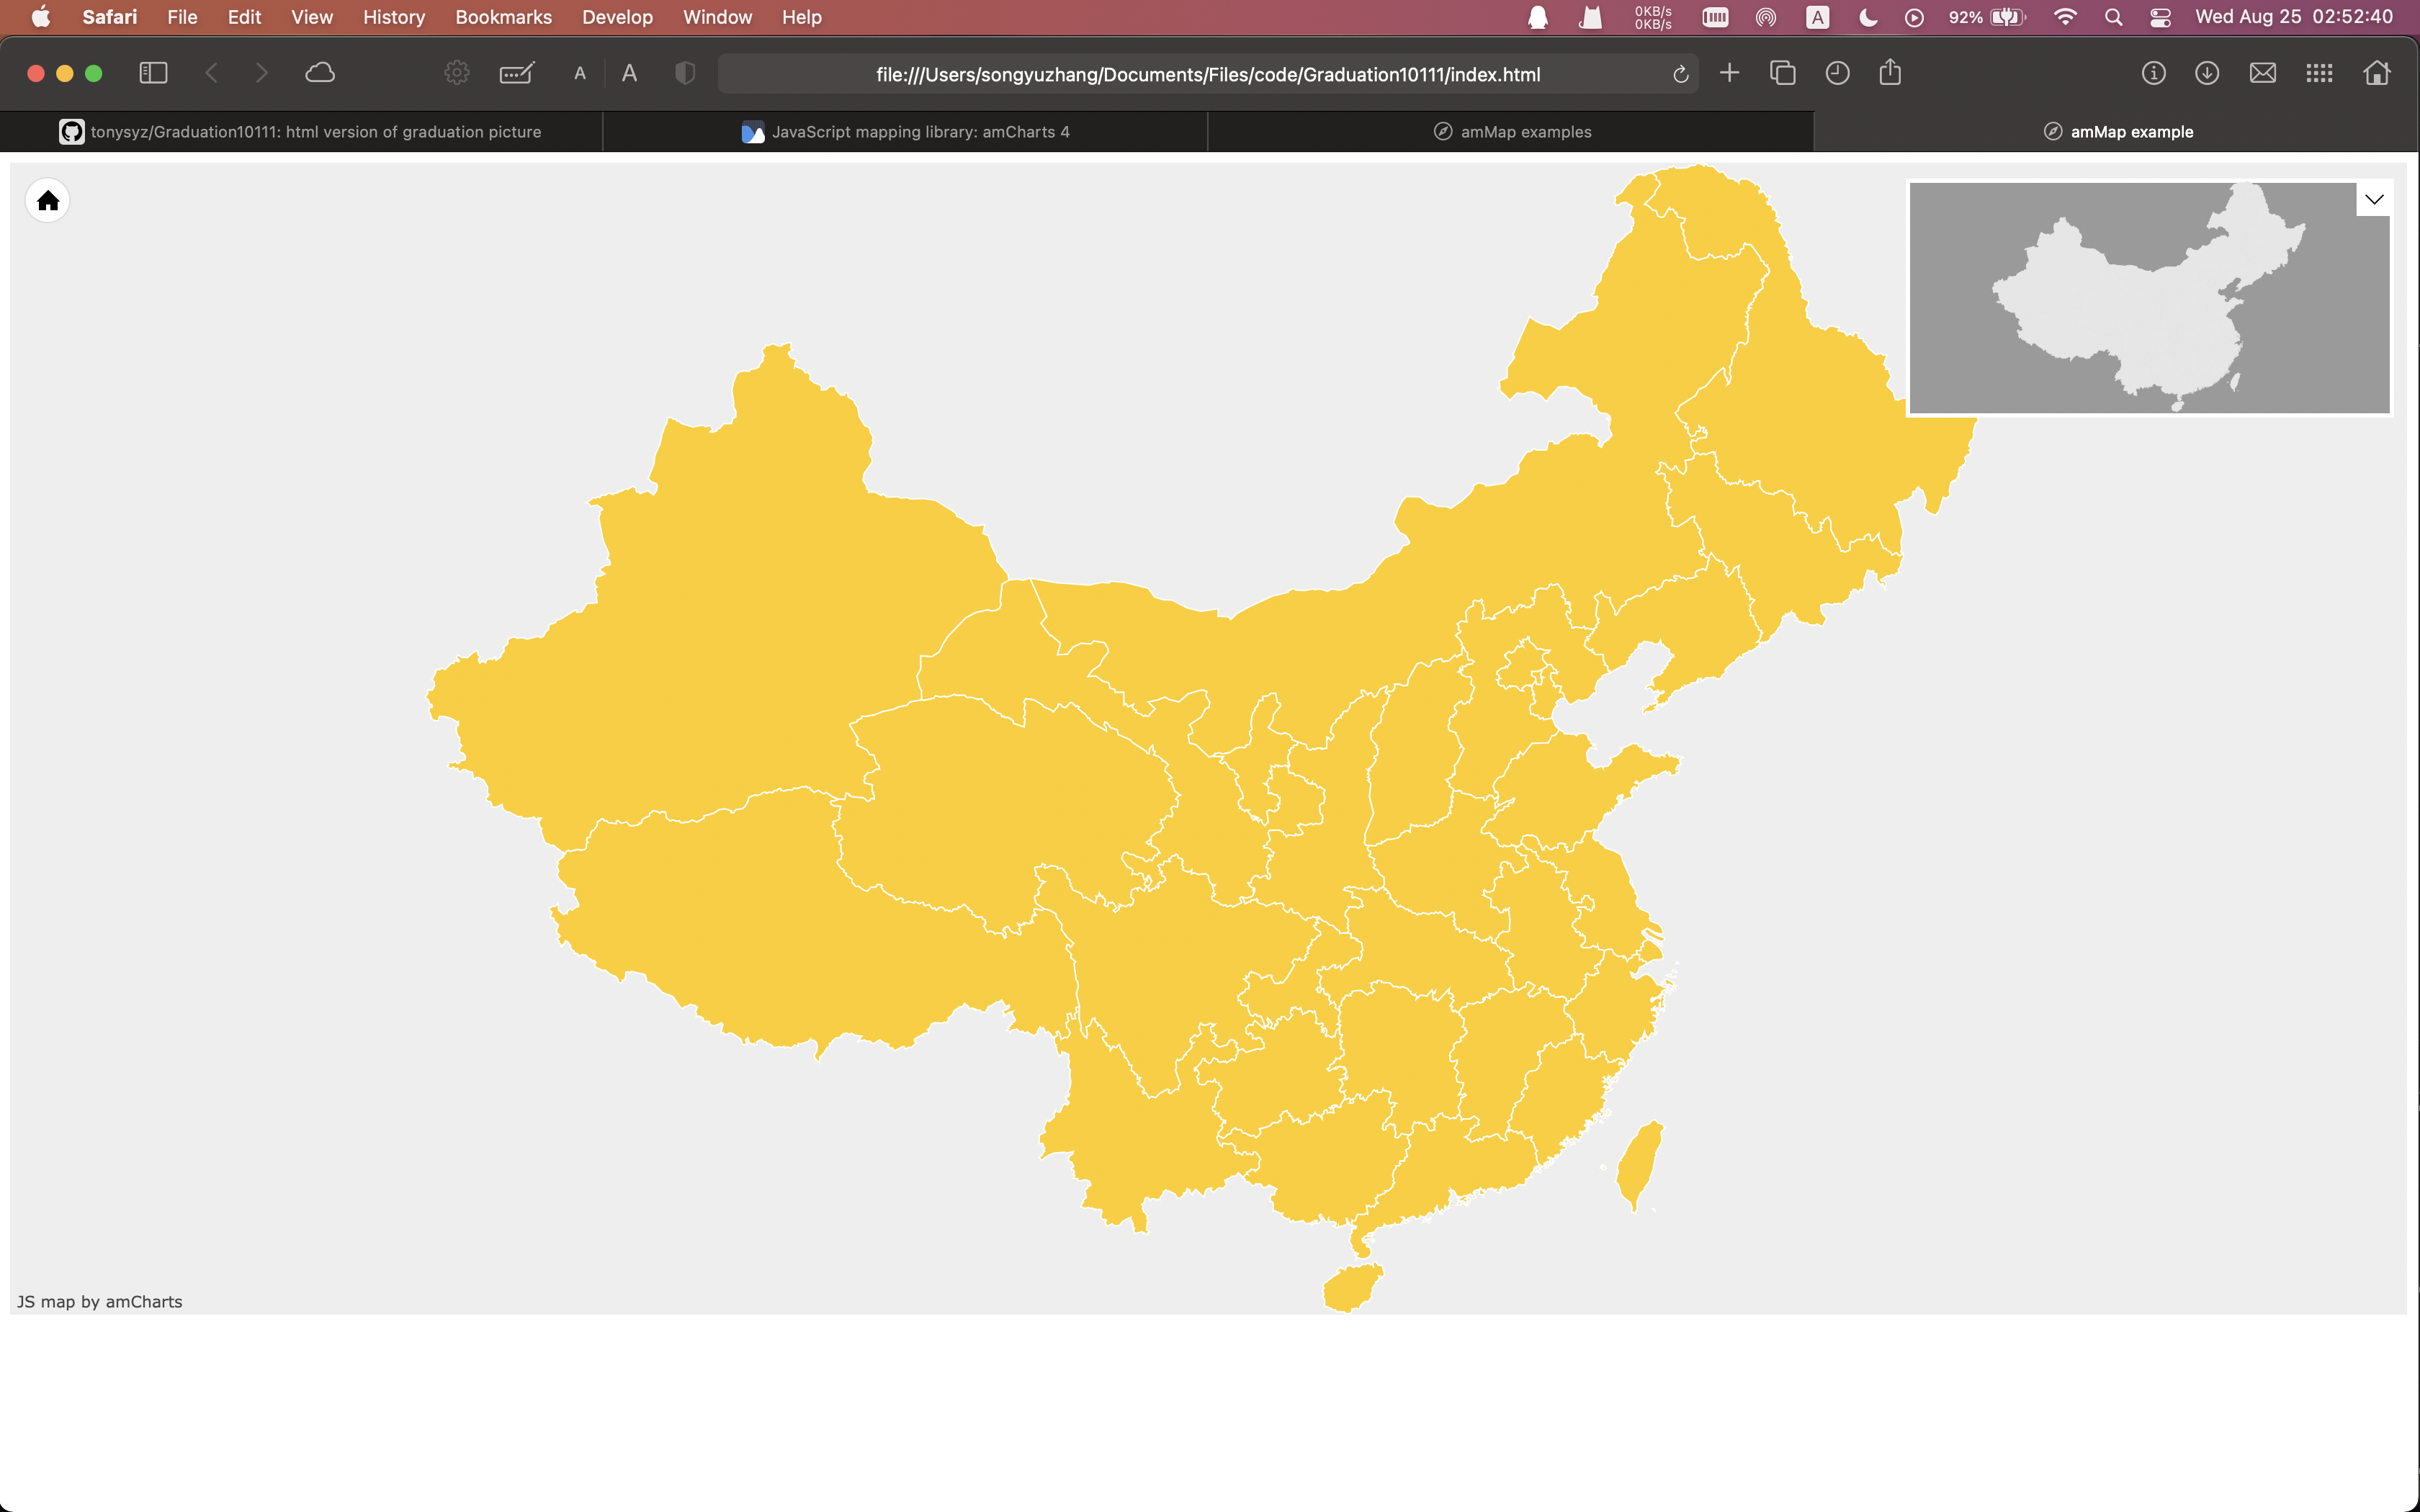 Safari File Edit View History Bookmarks Develop Window Help
0KB/s
0KB/s
A
92%
Wed Aug 25 02:52:40
A A
file:///Users/songyuzhang/Documents/Files/code/Graduation10111/index.html
tonysyz/Graduation10111: html version of graduation picture
JavaScript mapping library: amCharts 4
amMap examples
amMap example
JS map by amCharts